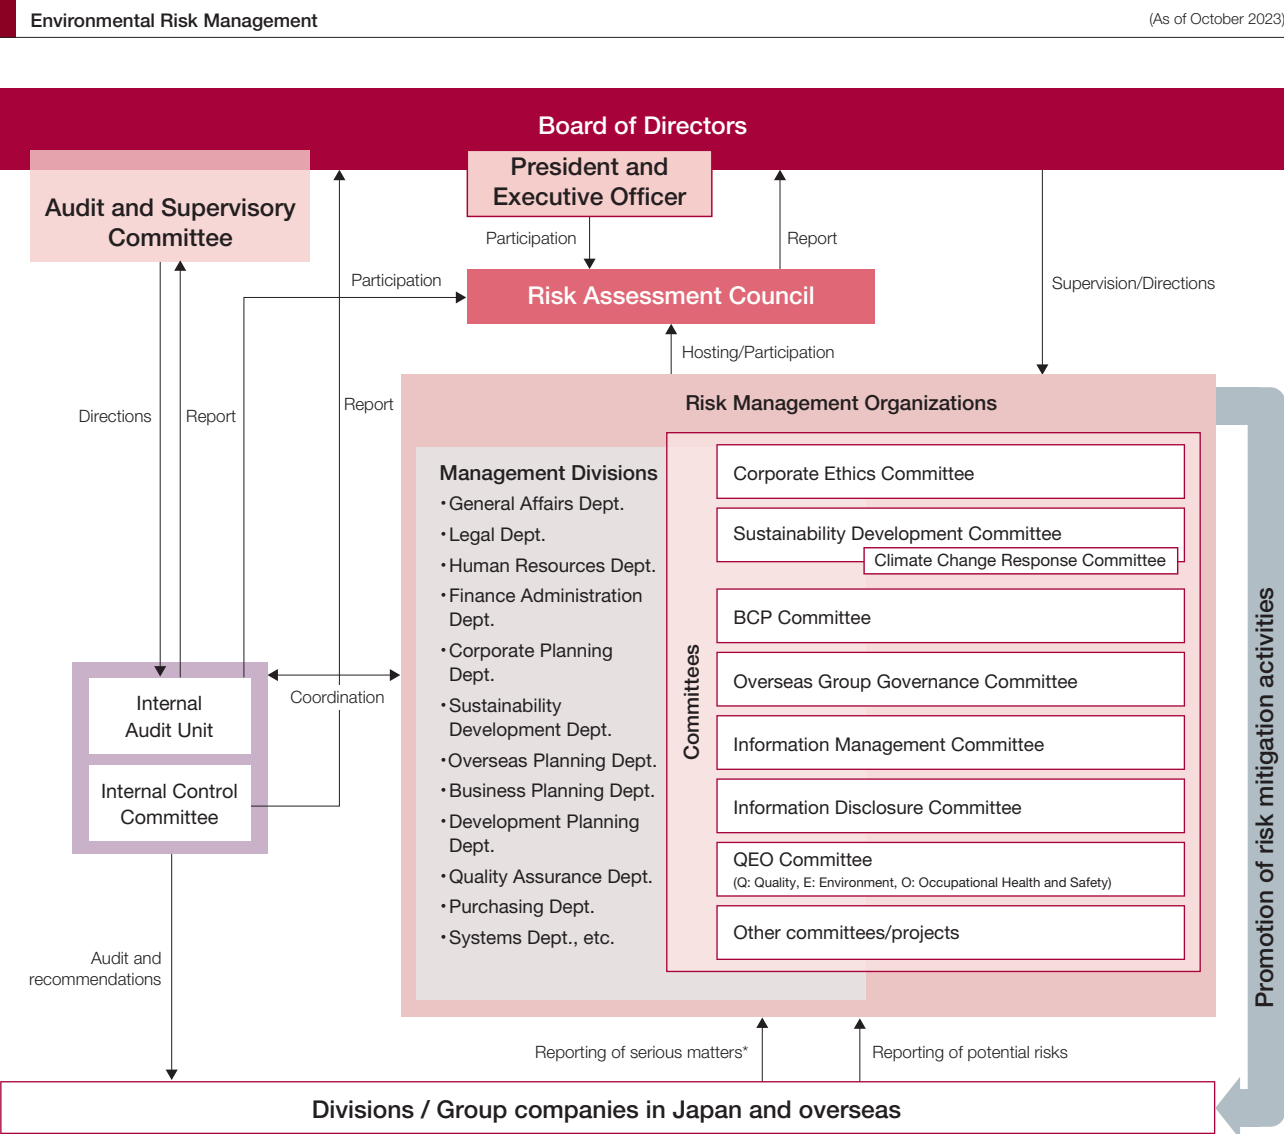 Environmental Risk Management
(As of October 2023)
Board of Directors
President and
Executive Officer
Audit and Supervisory
Committee
Participation
Report
Participation
Risk Assessment Council
Supervision/Directions
Hosting/Participation
Directions
Report
Report
Risk Management Organizations
Management Divisions
・General Affairs Dept.
・Legal Dept.
・Human Resources Dept.
・Finance Administration
Dept.
・Corporate Planning
Dept.
・Sustainability
Development Dept.
・Overseas Planning Dept.
・Business Planning Dept.
・Development Planning
Dept.
・Quality Assurance Dept.
・Purchasing Dept.
・Systems Dept., etc.
Committees
Corporate Ethics Committee
Sustainability Development Committee
Climate Change Response Committee
BCP Committee
Overseas Group Governance Committee
Information Management Committee
Information Disclosure Committee
QEO Committee
(Q: Quality, E: Environment, O: Occupational Health and Safety)
Other committees/projects
Promotion of risk mitigation activities
Coordination
Internal
Audit Unit
Internal Control
Committee
Audit and
recommendations
Reporting of serious matters*
Reporting of potential risks
Divisions / Group companies in Japan and overseas